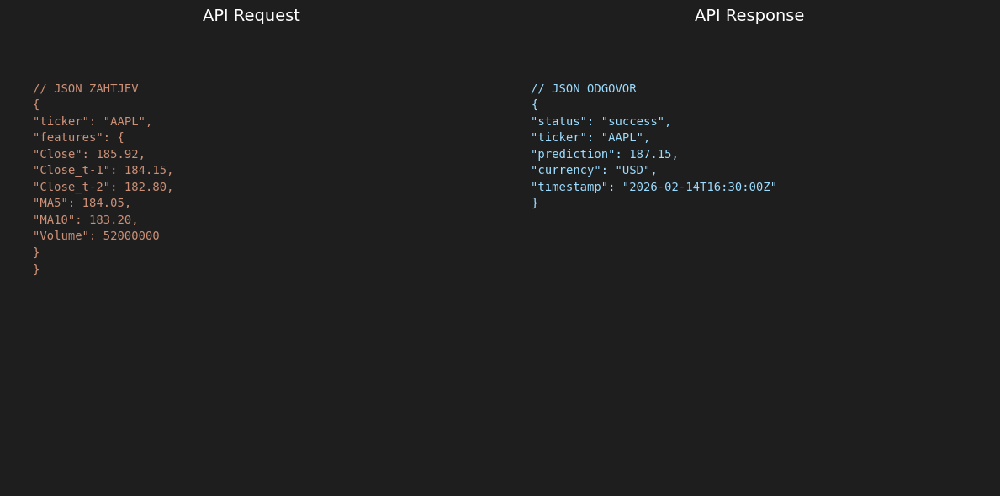 API Request
// JSON ZAHTJEV
{
"ticker": "AAPL",
"features": {
"Close": 185.92,
"Close_t-1": 184.15,
"Close_t-2": 182.80,
"MA5": 184.05,
"MA10": 183.20,
"Volume": 52000000
}
}
API Response
// JSON ODGOVOR
{
"status": "success",
"ticker": "AAPL",
"prediction": 187.15,
"currency": "USD",
"timestamp": "2026-02-14T16:30:00Z"
}